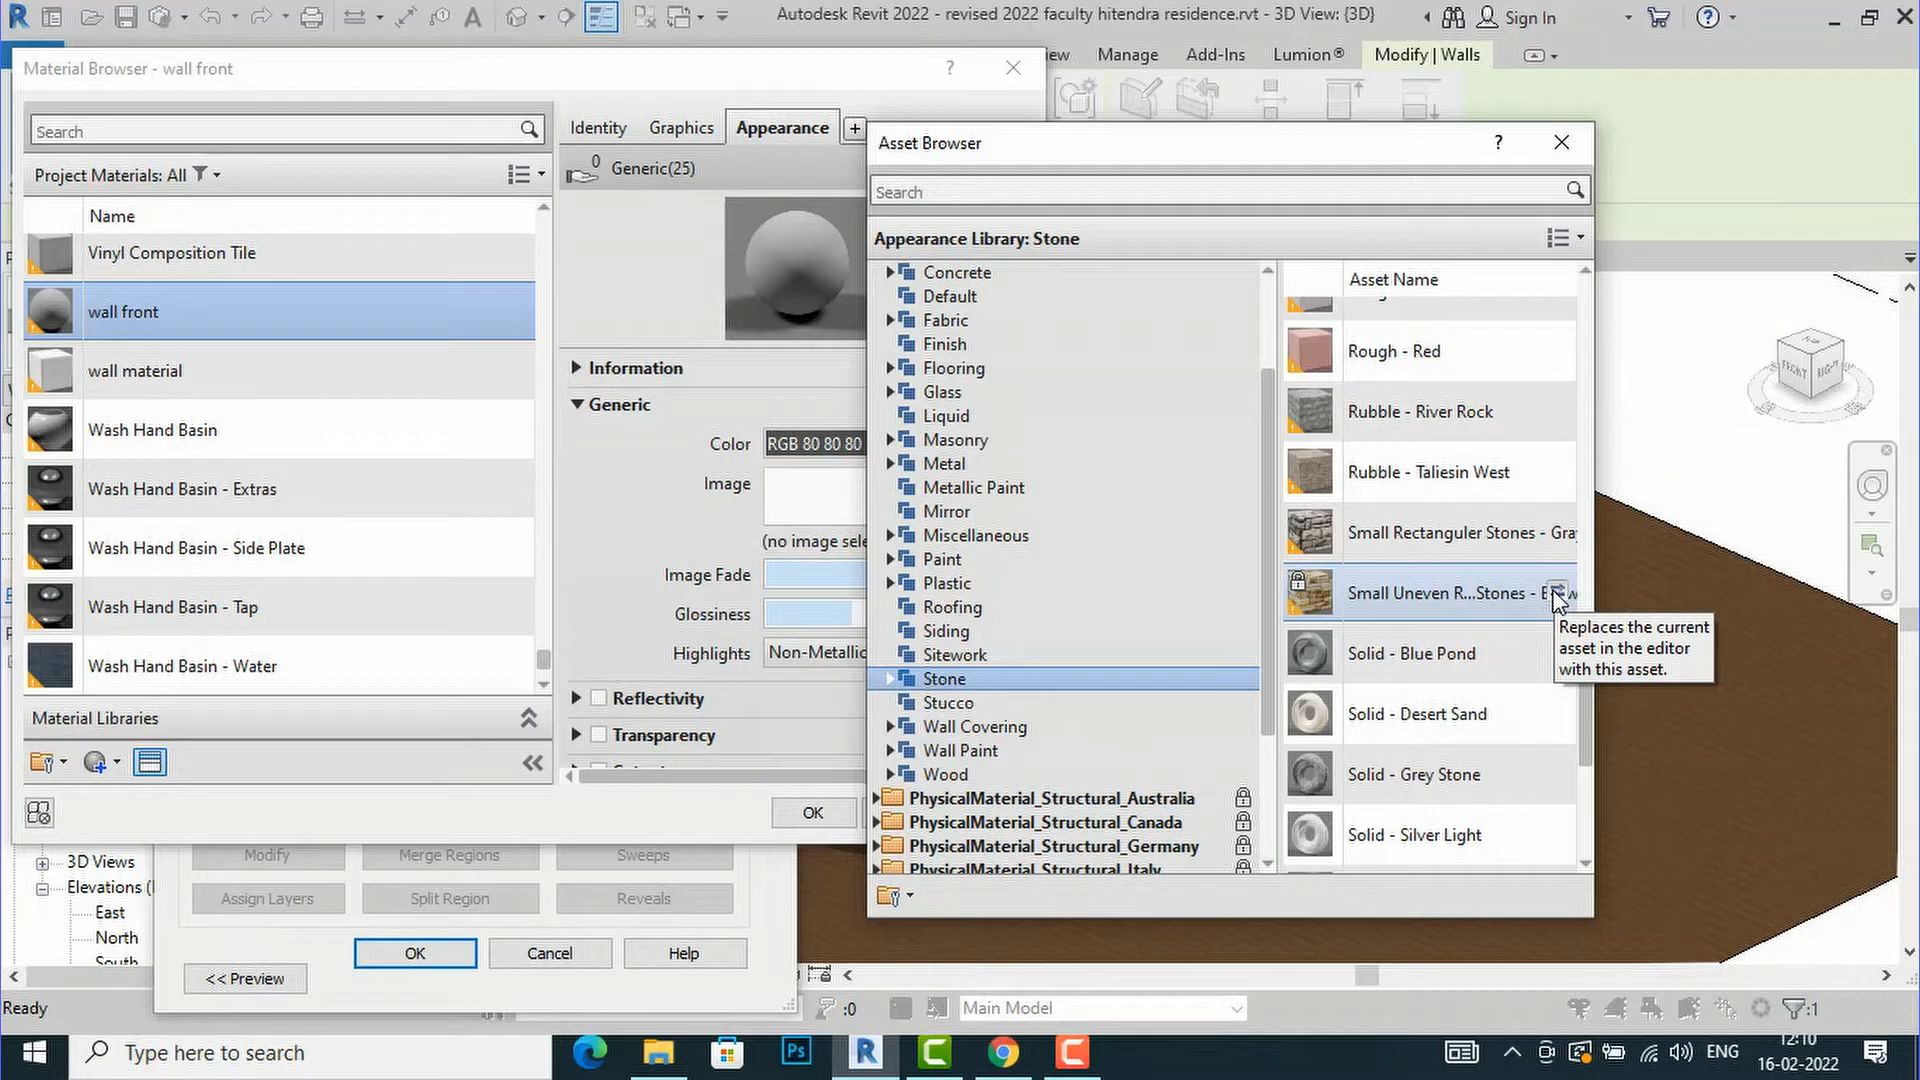 Autodesk Revit 2022 - revised 2022 faculty hitendra residence.rvt - 3D View: {3D}
Sign In
Manage
Add-Ins
Lumion®
Modify | Walls
Material Browser - wall front
?
Search
Project Materials: All
Name
Vinyl Composition Tile
wall front
wall material
Wash Hand Basin
Wash Hand Basin - Extras
Wash Hand Basin - Side Plate
Wash Hand Basin - Tap
Wash Hand Basin - Water
Material Libraries
Identity
Graphics
Appearance
+
0
Generic(25)
Information
Generic
Color
RGB 80 80 80
Image
(no image sele
Image Fade
Glossiness
Highlights
Non-Metallic
Reflectivity
Transparency
OK
Asset Browser
?
Search
Appearance Library: Stone
Concrete
Default
Fabric
Finish
Flooring
Glass
Liquid
Masonry
Metal
Metallic Paint
Mirror
Miscellaneous
Paint
Plastic
Roofing
Siding
Sitework
Stone
Stucco
Wall Covering
Wall Paint
Wood
PhysicalMaterial_Structural_Australia
PhysicalMaterial_Structural_Canada
PhysicalMaterial_Structural_Germany
PhysicalMaterial_Structural_Italy
Asset Name
Rough - Red
Rubble - River Rock
Rubble - Taliesin West
Small Rectanguler Stones - Gra
Small Uneven R...Stones -
Solid - Blue Pond
Solid - Desert Sand
Solid - Grey Stone
Solid - Silver Light
Replaces the current
asset in the editor
with this asset.
FRONT
RIGHT
3D Views
Elevations (
East
North
South
Modify
Merge Regions
Sweeps
Assign Layers
Split Region
Reveals
OK
Cancel
Help
<< Preview
Ready
:0
Main Model
:1
Type here to search
Ps
ENG
12:10
16-02-2022